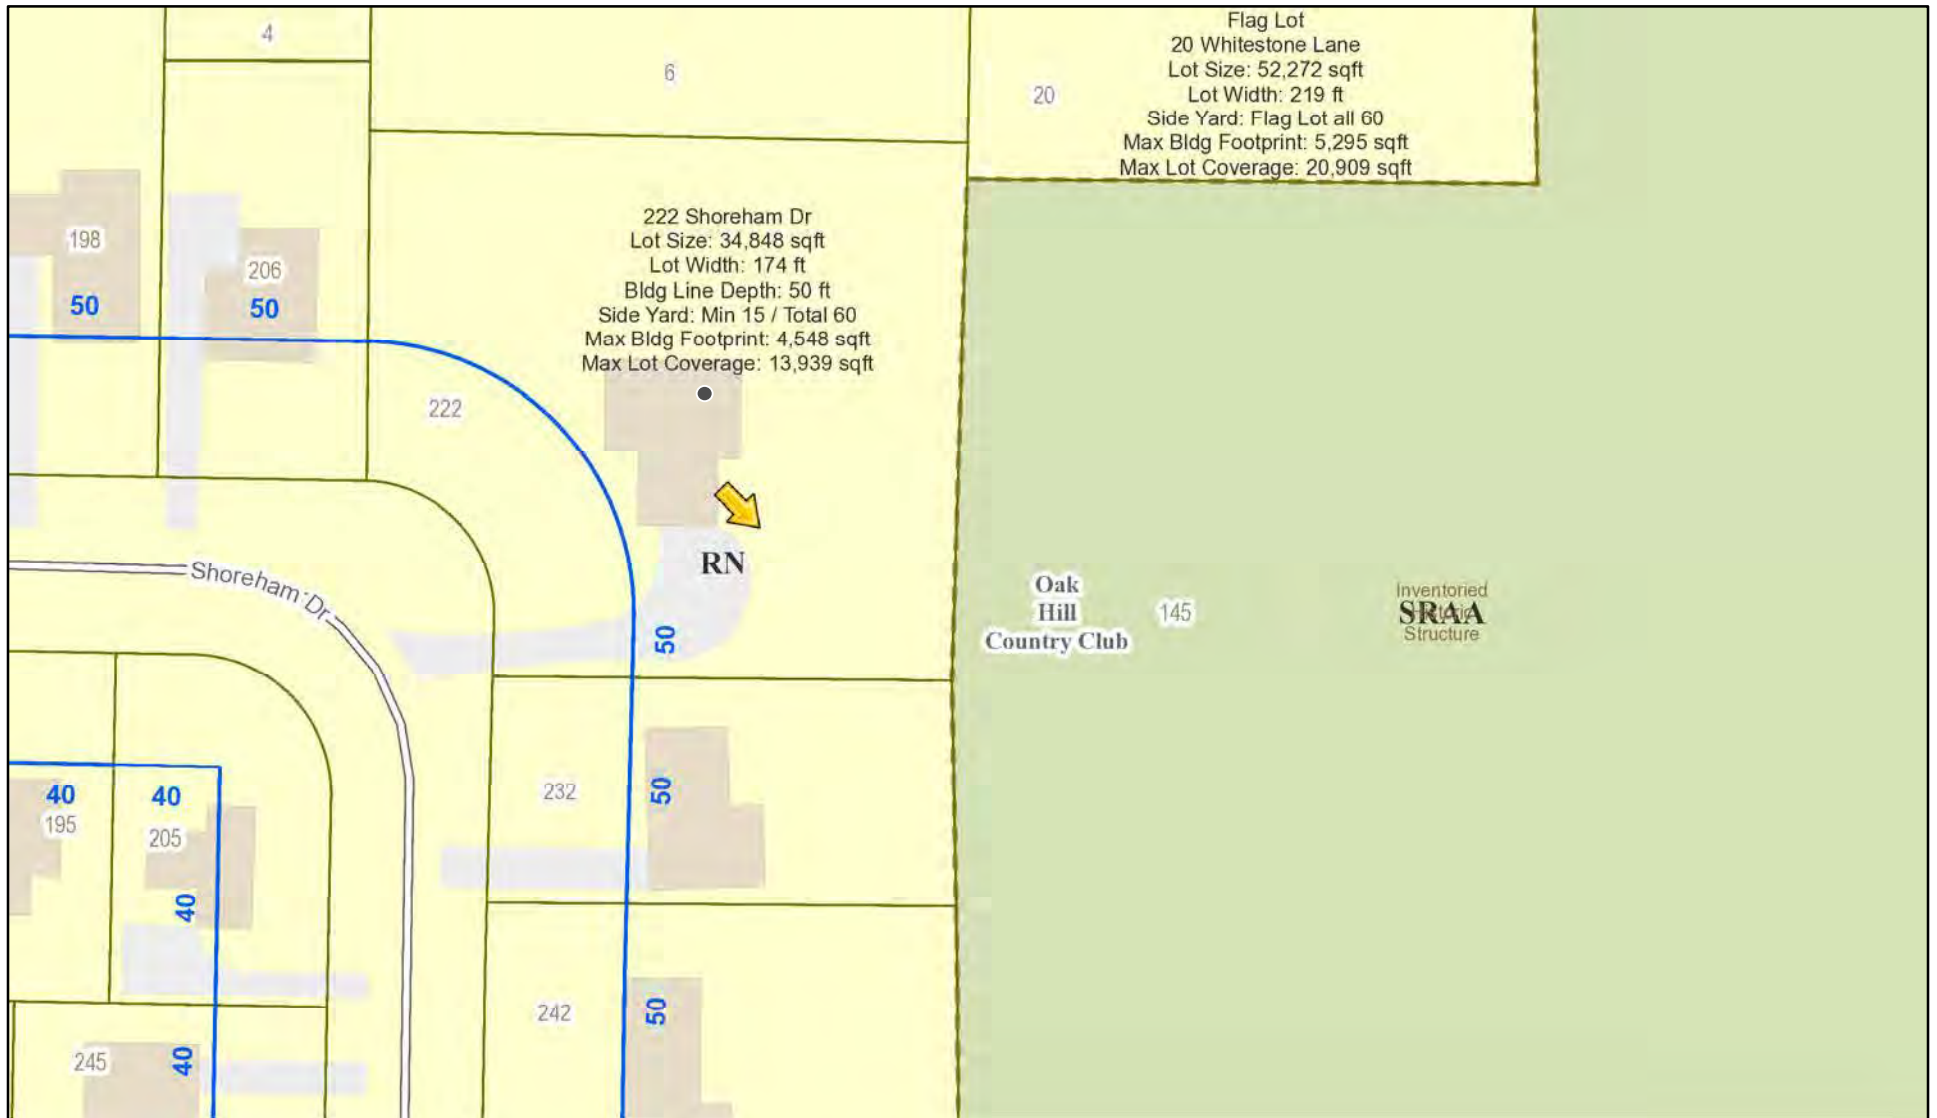 4
6
20
Flag Lot
20 Whitestone Lane
Lot Size: 52,272 sqft
Lot Width: 219 ft
Side Yard: Flag Lot all 60
Max Bldg Footprint: 5,295 sqft
Max Lot Coverage: 20,909 sqft
198
50
206
50
222 Shoreham Dr
Lot Size: 34,848 sqft
Lot Width: 174 ft
Bldg Line Depth: 50 ft
Side Yard: Min 15 / Total 60
Max Bldg Footprint: 4,548 sqft
Max Lot Coverage: 13,939 sqft
222
RN
Shoreham Dr
50
Oak
Hill
Country Club
145
Inventoried
Historic
Structure
SRAA
232
50
40
195
40
205
40
242
50
245
40